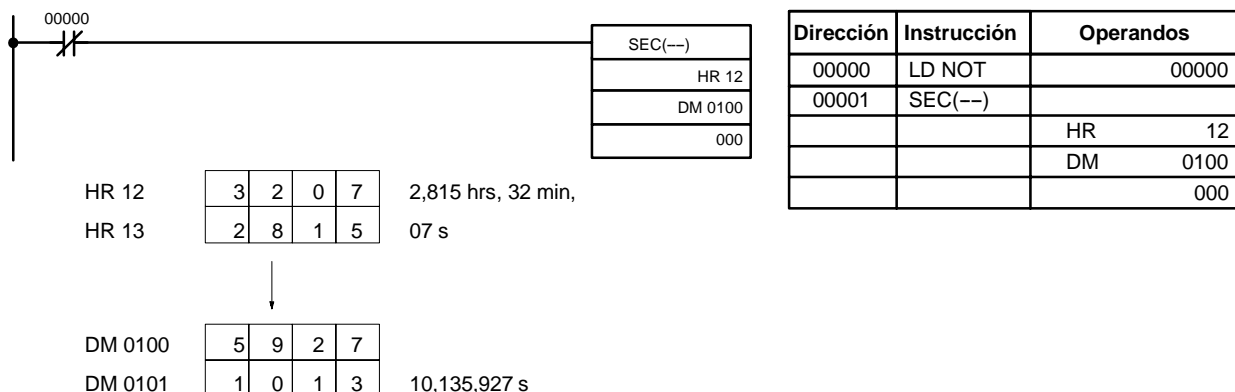 00000
SEC(−−)
HR 12
DM 0100
000
Dirección Instrucción Operandos
00000 LD NOT 00000
00001 SEC(−−)
HR 12
DM 0100
000
HR 12 3 2 0 7 2,815 hrs, 32 min,
HR 13 2 8 1 5 07 s
DM 0100 5 9 2 7
DM 0101 1 0 1 3 10,135,927 s